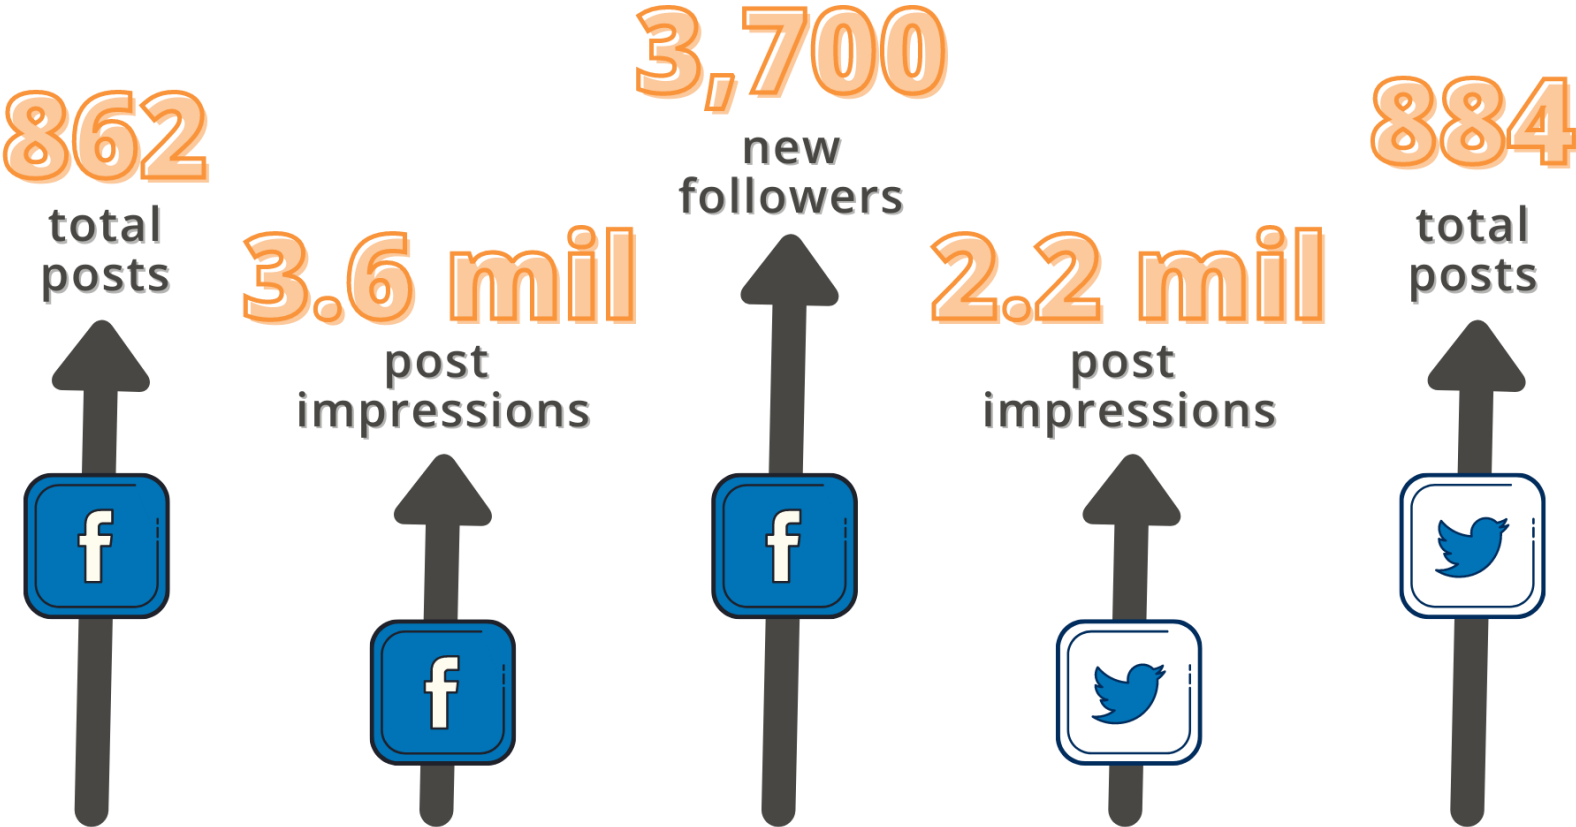 862
total
posts
3.6 mil
post
impressions
3,700
new
followers
2.2 mil
post
impressions
884
total
posts